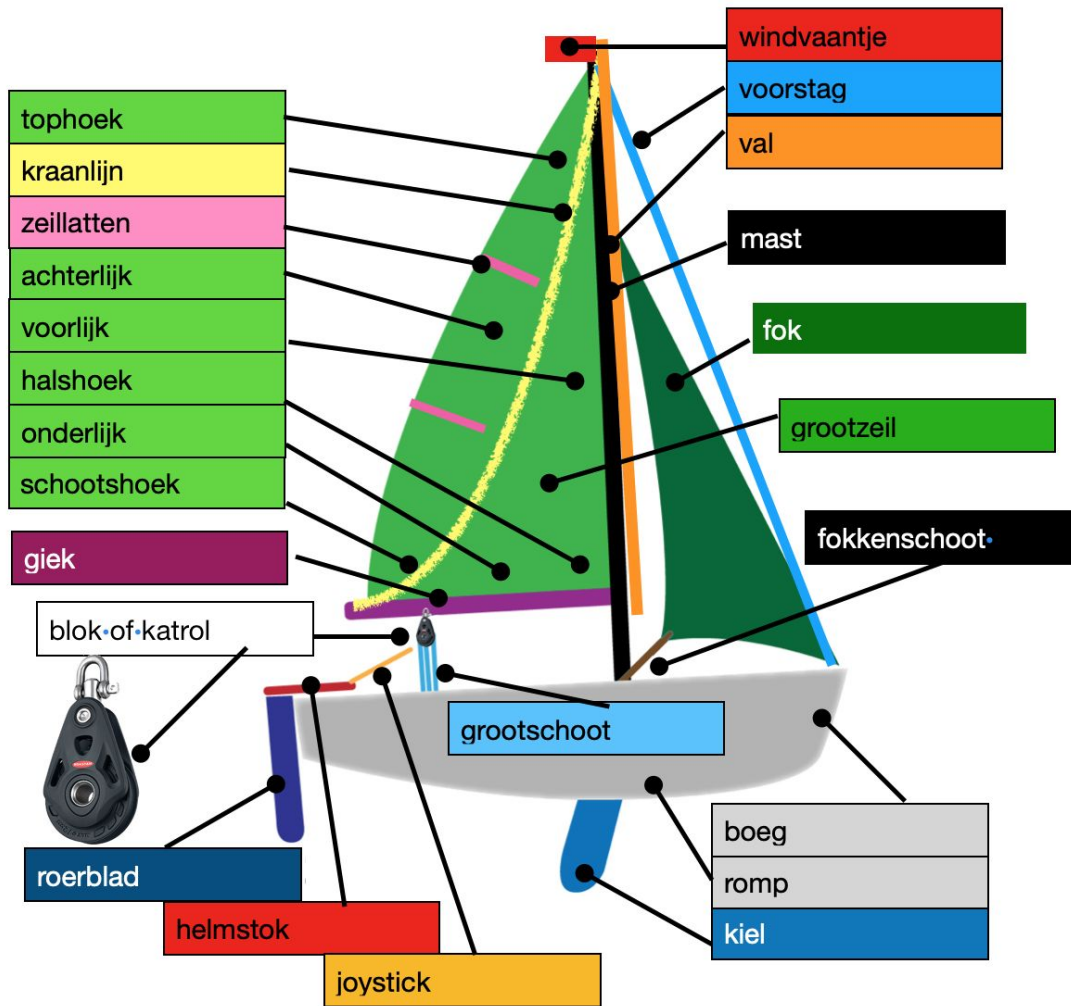 windvaantje
voorstag
val
tophoek
kraanlijn
zeillatten
achterlijk
voorlijk
halshoek
onderlijk
schootshoek
mast
fok
grootzeil
fokkenschoot·
giek
blok·of·katrol
grootschoot
boeg
romp
kiel
roerblad
helmstok
joystick